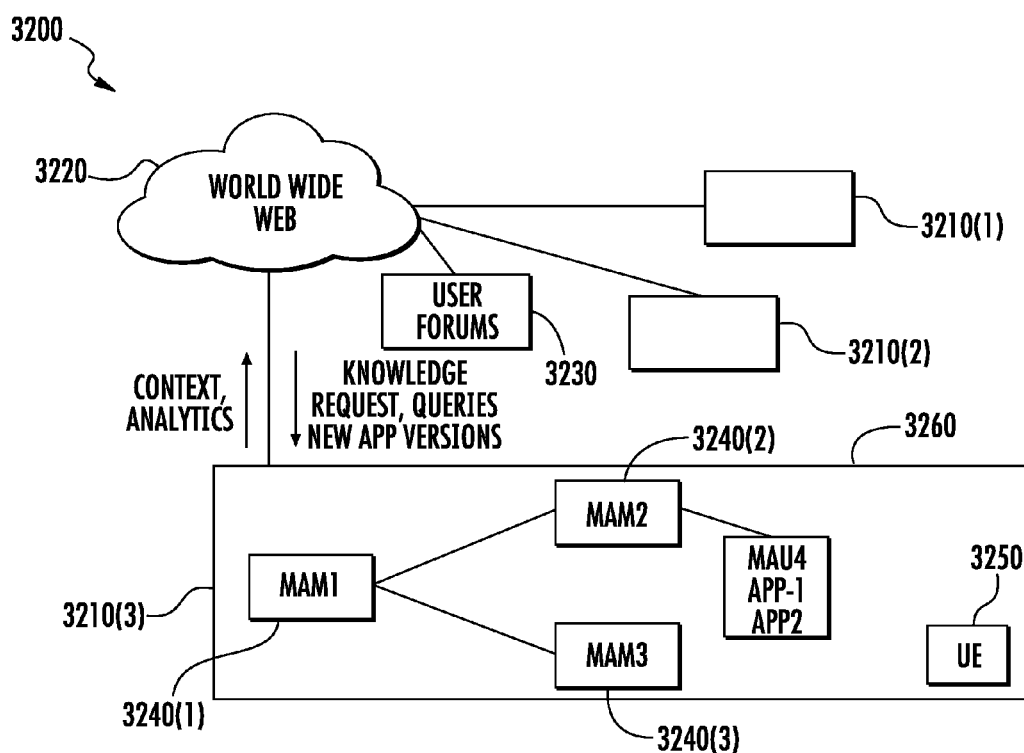 3200
3220
WORLD WIDE
WEB
3210(1)
USER
FORUMS
3230
3210(2)
CONTEXT,
ANALYTICS
KNOWLEDGE
REQUEST, QUERIES
NEW APP VERSIONS
3240(2)
3260
MAM2
MAM1
MAU4
APP-1
APP2
3250
3210(3)
MAM3
UE
3240(1)
3240(3)